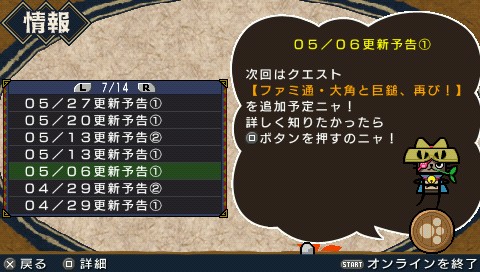 情報
L 7/14 R
05／27更新予告①
05／20更新予告①
05／13更新予告②
05／13更新予告①
05／06更新予告①
04／29更新予告②
04／29更新予告①
05／06更新予告①
次回はクエスト
【ファミ通・大角と巨鎚、再び！】
を追加予定ニャ！
詳しく知りたかったら
□ボタンを押すのニャ！
×戻る □詳細
START オンラインを終了